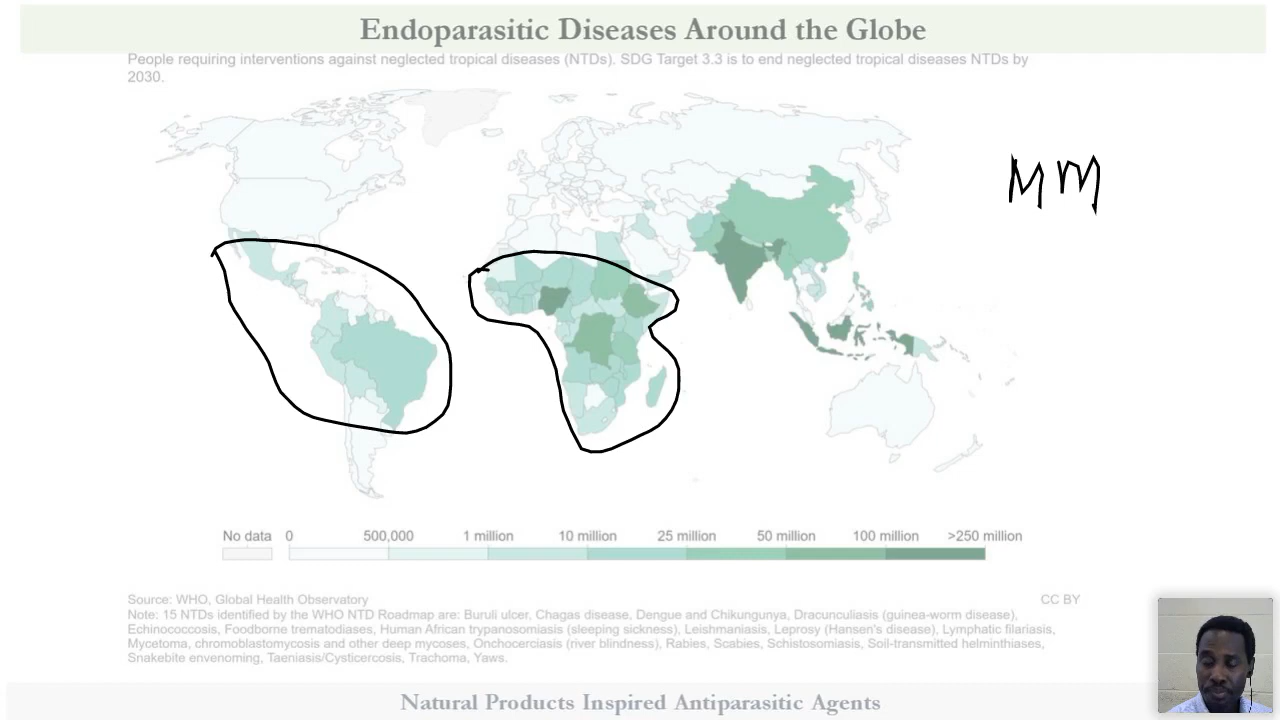 Endoparasitic Diseases Around the Globe
People requiring interventions against neglected tropical diseases (NTDs). SDG Target 3.3 is to end neglected tropical diseases NTDs by
2030.
MM
No data 0 500,000 1 million 10 million 25 million 50 million 100 million >250 million
Source: WHO, Global Health Observatory CC BY
Note: 15 NTDs identified by the WHO NTD Roadmap are: Buruli ulcer, Chagas disease, Dengue and Chikungunya, Dracunculiasis (guinea-worm disease),
Echinococcosis, Foodborne trematodiases, Human African trypanosomiasis (sleeping sickness), Leishmaniasis, Leprosy (Hansen's disease), Lymphatic filariasis,
Mycetoma, chromoblastomycosis and other deep mycoses, Onchocerciasis (river blindness), Rabies, Scabies, Schistosomiasis, Soil-transmitted helminthiases,
Snakebite envenoming, Taeniasis/Cysticercosis, Trachoma, Yaws.
Natural Products Inspired Antiparasitic Agents